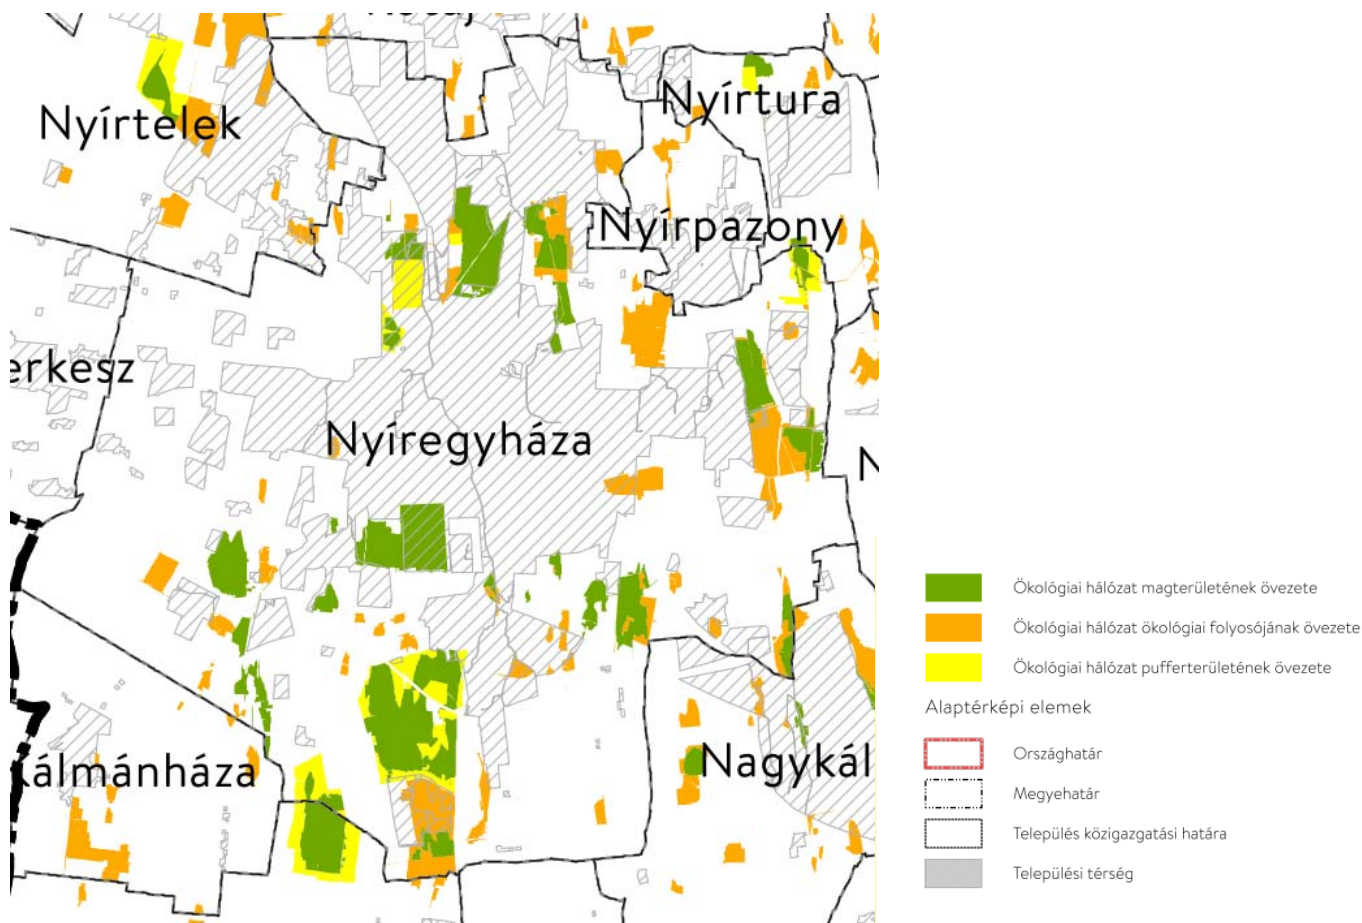 Nyírtelek
Nyírtura
Nyírpazony
erkesz
Nyíregyháza
N
kálmánháza
Nagykál
Ökológiai hálózat magterületének övezete
Ökológiai hálózat ökológiai folyosójának övezete
Ökológiai hálózat pufferterületének övezete
Alaptérképi elemek
Országhatár
Megyehatár
Település közigazgatási határa
Települési térség